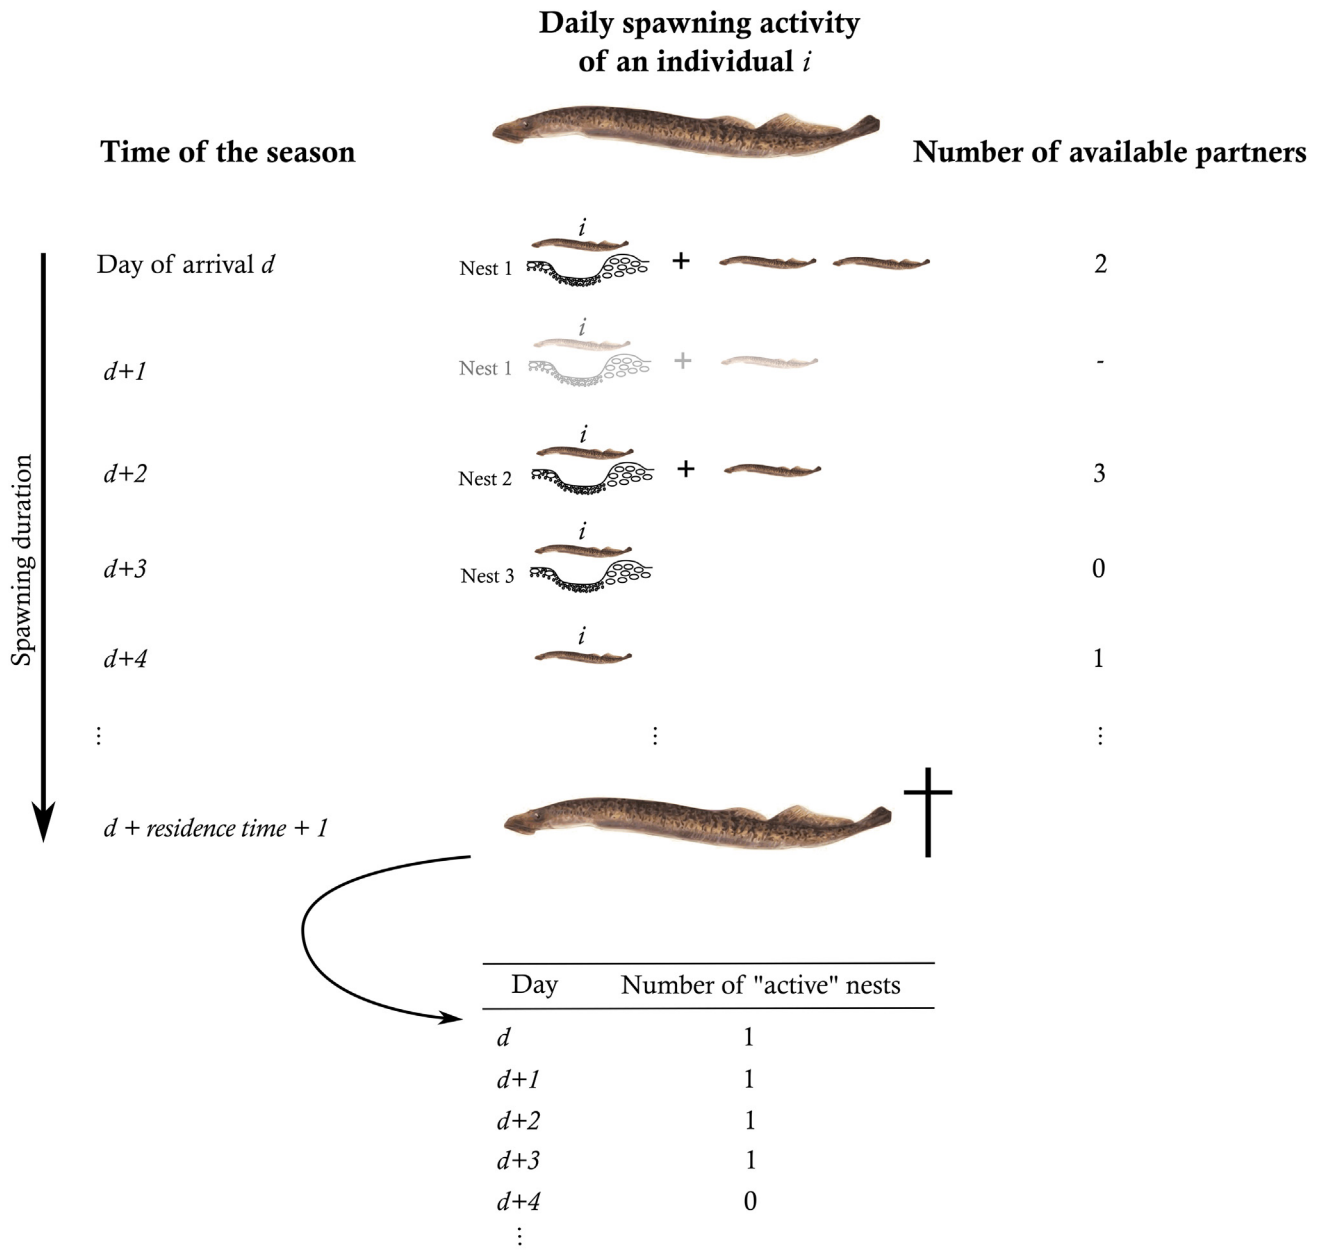 Daily spawning activity
of an individual i
Time of the season
Number of available partners
Spawning duration
i
Day of arrival d
Nest 1
+
2
i
d+1
Nest 1
+
-
i
d+2
Nest 2
+
3
i
d+3
Nest 3
0
i
d+4
1
⋮ ⋮ ⋮
d + residence time + 1
Day Number of "active" nests
d 1
d+1 1
d+2 1
d+3 1
d+4 0
⋮